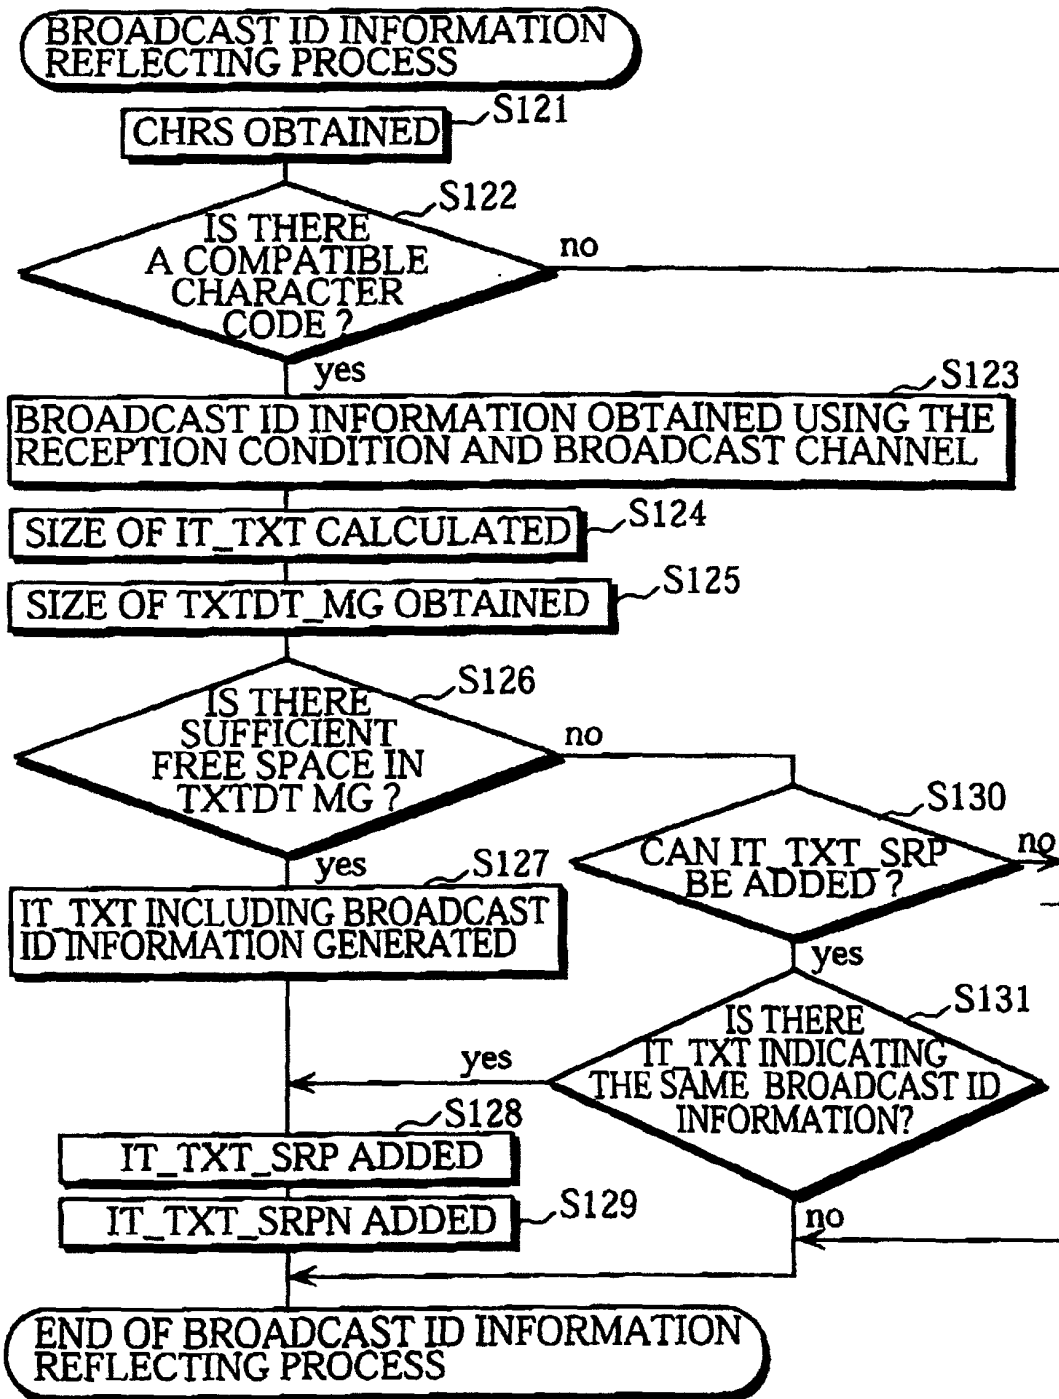 BROADCAST ID INFORMATION
REFLECTING PROCESS
S121
CHRS OBTAINED
S122
IS THERE
A COMPATIBLE
CHARACTER
CODE ?
no
yes
S123
BROADCAST ID INFORMATION OBTAINED USING THE
RECEPTION CONDITION AND BROADCAST CHANNEL
S124
SIZE OF IT_TXT CALCULATED
S125
SIZE OF TXTDT_MG OBTAINED
S126
IS THERE
SUFFICIENT
FREE SPACE IN
TXTDT MG ?
no
yes
S130
CAN IT_TXT_SRP
BE ADDED ?
no
yes
S127
IT_TXT INCLUDING BROADCAST
ID INFORMATION GENERATED
S131
IS THERE
IT_TXT INDICATING
THE SAME BROADCAST ID
INFORMATION?
yes
no
S128
IT_TXT_SRP ADDED
S129
IT_TXT_SRPN ADDED
END OF BROADCAST ID INFORMATION
REFLECTING PROCESS